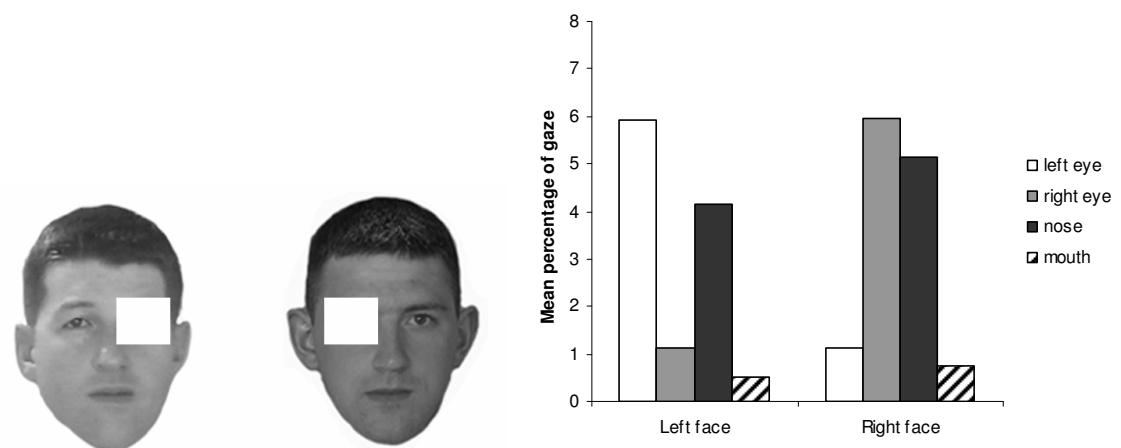 8
7
6
5
4
3
2
1
0
Mean percentage of gaze
Left face
Right face
left eye
right eye
nose
mouth